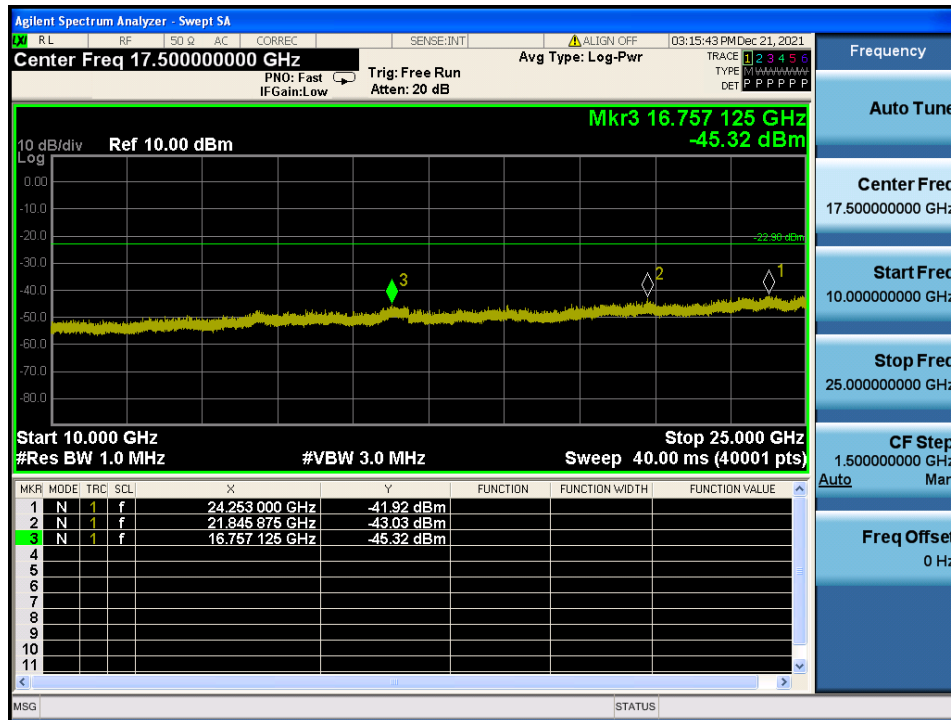 Agilent Spectrum Analyzer - Swept SA
LXI RL RF 50 Ω AC CORREC SENSE:INT ALIGN OFF 03:15:43 PM Dec 21, 2021
Center Freq 17.500000000 GHz
PNO: Fast
IFGain:Low
Trig: Free Run
Atten: 20 dB
Avg Type: Log-Pwr
TRACE 1 2 3 4 5 6
TYPE M
DET P P P P P P
Mkr3 16.757 125 GHz
-45.32 dBm
10 dB/div Ref 10.00 dBm
Log
0.00
-10.0
-20.0
-22.98 dBm
-30.0
-40.0
-50.0
-60.0
-70.0
-80.0
3
2
1
Start 10.000 GHz Stop 25.000 GHz
#Res BW 1.0 MHz #VBW 3.0 MHz Sweep 40.00 ms (40001 pts)
MKR MODE TRC SCL X Y FUNCTION FUNCTION WIDTH FUNCTION VALUE
1 N 1 f 24.253 000 GHz -41.92 dBm
2 N 1 f 21.845 875 GHz -43.03 dBm
3 N 1 f 16.757 125 GHz -45.32 dBm
4
5
6
7
8
9
10
11
MSG STATUS
Frequency
Auto Tune
Center Freq
17.500000000 GHz
Start Freq
10.000000000 GHz
Stop Freq
25.000000000 GHz
CF Step
1.500000000 GHz
Auto Man
Freq Offset
0 Hz